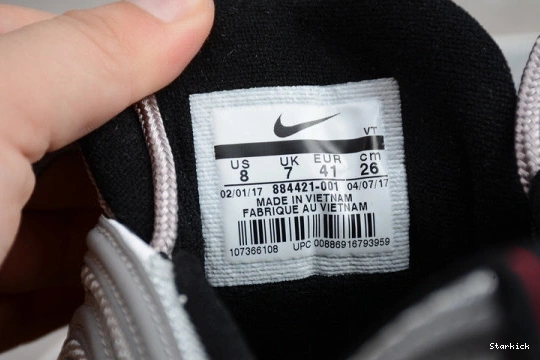 VT
US UK EUR cm
8 7 41 26
02/01/17 884421-001 04/07/17
MADE IN VIETNAM
FABRIQUE AU VIETNAM
107366108 UPC 00886916793959
Starkick